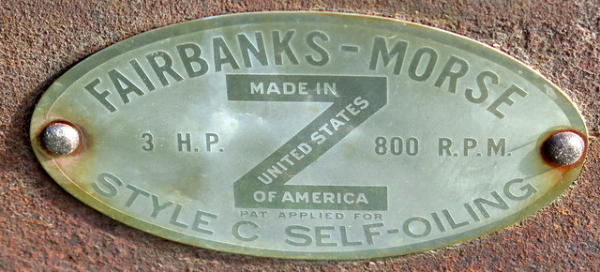 FAIRBANKS-MORSE
MADE IN
UNITED STATES
OF AMERICA
3 H.P.
800 R.P.M.
PAT APPLIED FOR
STYLE C SELF-OILING